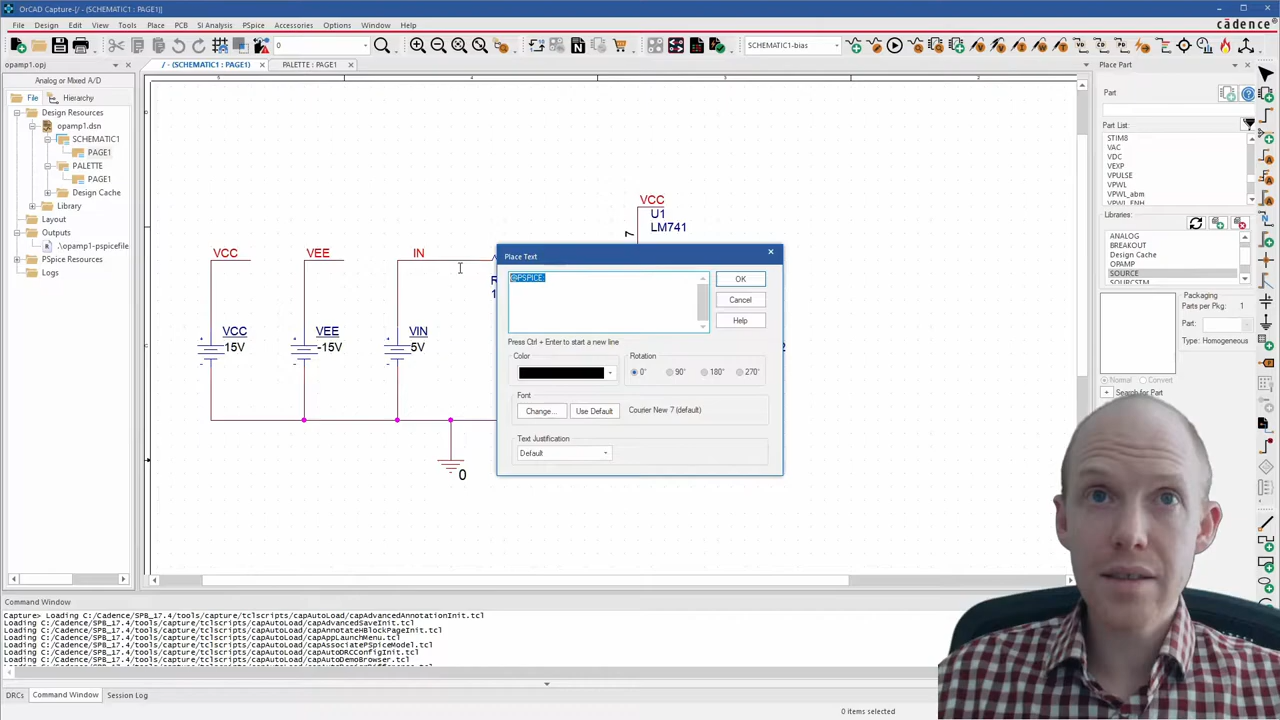 OrCAD Capture-[/ - (SCHEMATIC1 : PAGE1)]
File Design Edit View Tools Place PCB SI Analysis PSpice Accessories Options Window Help
cādence
0
SCHEMATIC1-bias
opamp1.opj
/ - (SCHEMATIC1 : PAGE1)
PALETTE : PAGE1
Place Part
Analog or Mixed A/D
File
Hierarchy
Design Resources
opamp1.dsn
SCHEMATIC1
PAGE1
PALETTE
PAGE1
Design Cache
Library
Layout
Outputs
.\opamp1-pspicefile
PSpice Resources
Logs
5
4
3
2
VCC
VEE
IN
VCC
15V
VEE
-15V
VIN
5V
0
VCC
U1
LM741
7
R
1
Place Text
@PSPICE:
OK
Cancel
Help
Press Ctrl + Enter to start a new line
Color
Rotation
0° 90° 180° 270°
Font
Change...
Use Default
Courier New 7 (default)
Text Justification
Default
Part
Part List:
STIM8
VAC
VDC
VEXP
VPULSE
VPWL
VPWL_abm
VPWL_ENH
Libraries:
ANALOG
BREAKOUT
Design Cache
OPAMP
SOURCE
SOURCSTM
Packaging
Parts per Pkg: 1
Part:
Type: Homogeneous
Normal Convert
Search for Part
Command Window
Capture> Loading C:/Cadence/SPB_17.4/tools/capture/tclscripts/capAutoLoad/capAdvancedAnnotationInit.tcl
Loading C:/Cadence/SPB_17.4/tools/capture/tclscripts/capAutoLoad/capAdvancedSaveInit.tcl
Loading C:/Cadence/SPB_17.4/tools/capture/tclscripts/capAutoLoad/capAnnotateHBlockPageInit.tcl
Loading C:/Cadence/SPB_17.4/tools/capture/tclscripts/capAutoLoad/capAppLaunchMenu.tcl
Loading C:/Cadence/SPB_17.4/tools/capture/tclscripts/capAutoLoad/capAssociatePSpiceModel.tcl
Loading C:/Cadence/SPB_17.4/tools/capture/tclscripts/capAutoLoad/capAutoDRCConfigInit.tcl
Loading C:/Cadence/SPB_17.4/tools/capture/tclscripts/capAutoLoad/capAutoDemoBrowser.tcl
DRCs
Command Window
Session Log
0 items selected